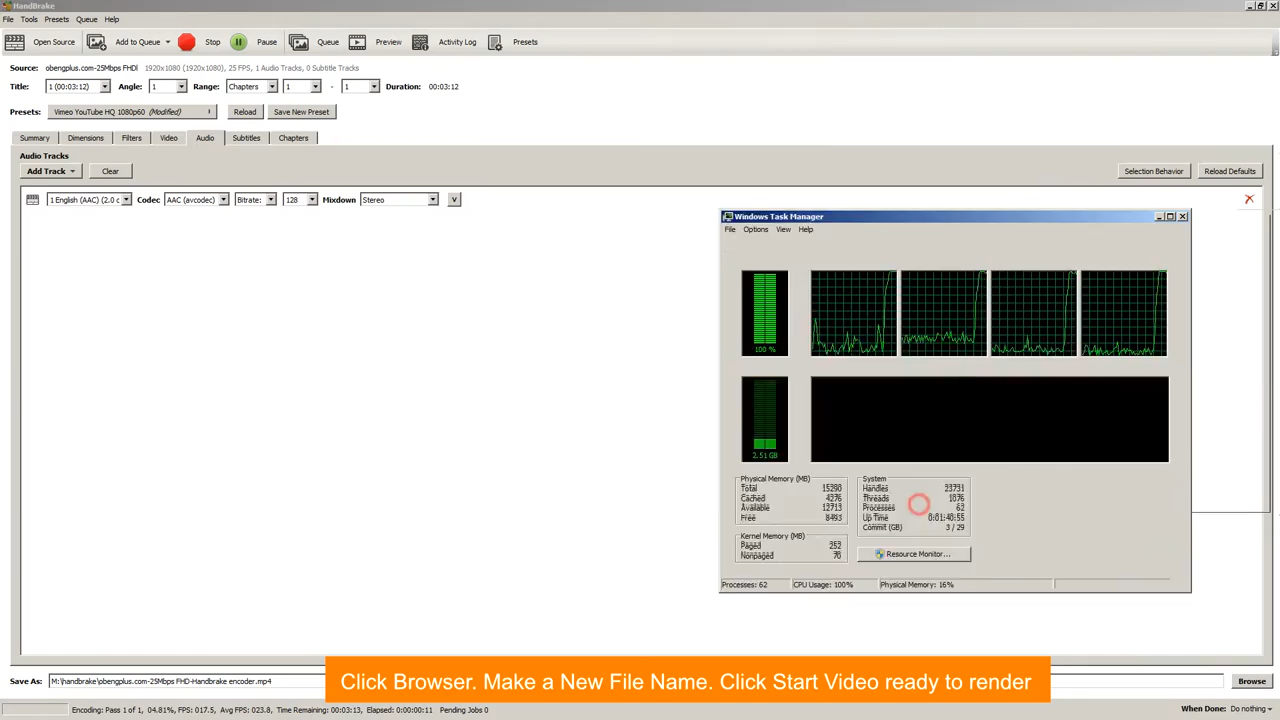 HandBrake
File Tools Presets Queue Help
Open Source Add to Queue Stop Pause Queue Preview Activity Log Presets
Source: obengplus.com-25Mbps FHDl 1920x1080 (1920x1080), 25 FPS, 1 Audio Tracks, 0 Subtitle Tracks
Title: 1 (00:03:12) Angle: 1 Range: Chapters 1 - 1 Duration: 00:03:12
Presets: Vimeo YouTube HQ 1080p60 (Modified) Reload Save New Preset
Summary Dimensions Filters Video Audio Subtitles Chapters
Audio Tracks
Add Track Clear Selection Behavior Reload Defaults
1 English (AAC) (2.0 c Codec AAC (avcodec) Bitrate: 128 Mixdown Stereo v
Windows Task Manager
File Options View Help
100 %
2.51 GB
Physical Memory (MB)
Total 15290
Cached 4276
Available 12713
Free 8493
Kernel Memory (MB)
Paged 252
Nonpaged 70
System
Handles 23731
Threads 1076
Processes 62
Up Time 0:01:40:55
Commit (GB) 3 / 29
Resource Monitor...
Processes: 62 CPU Usage: 100% Physical Memory: 16%
Click Browser. Make a New File Name. Click Start Video ready to render
Save As: M:\handbrake\obengplus.com-25Mbps FHD-Handbrake encoder.mp4 Browse
Encoding: Pass 1 of 1, 04.81%, FPS: 017.5, Avg FPS: 023.8, Time Remaining: 00:03:13, Elapsed: 0:00:00:11 Pending Jobs 0 When Done: Do nothing